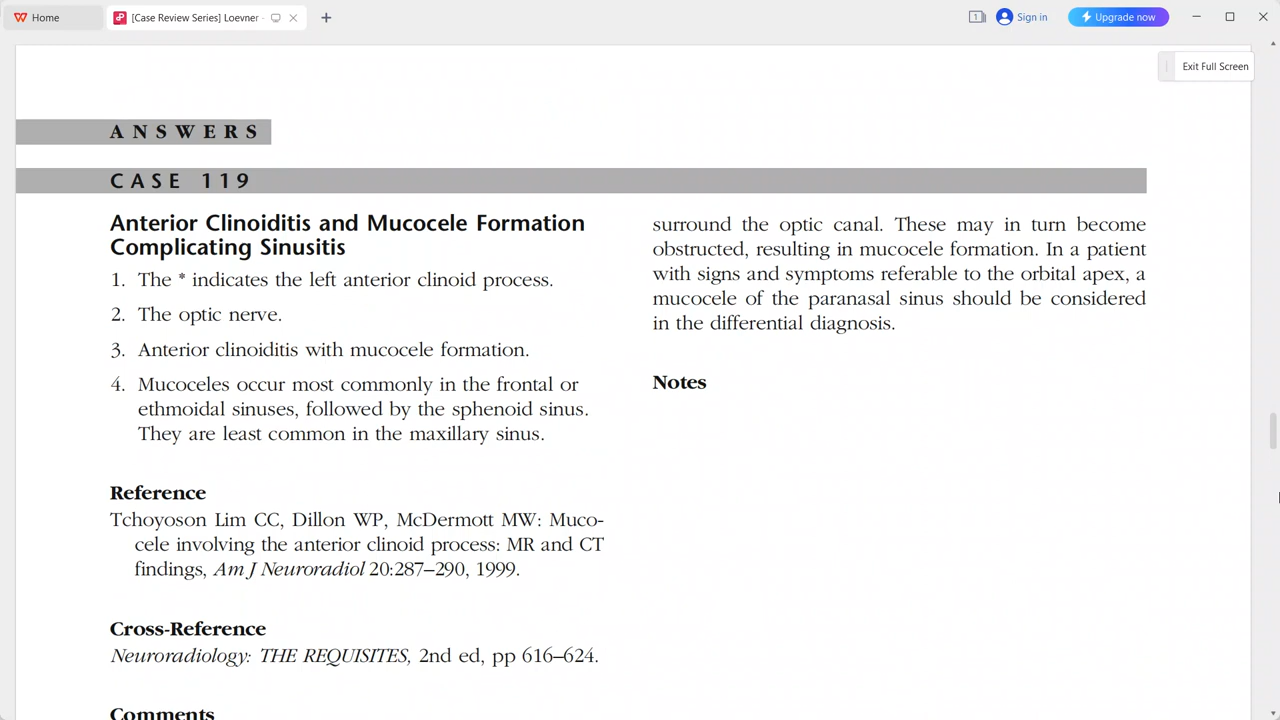 Home
[Case Review Series] Loevner
Sign in
Upgrade now
Exit Full Screen
ANSWERS
CASE 119
Anterior Clinoiditis and Mucocele Formation
Complicating Sinusitis
1. The * indicates the left anterior clinoid process.
2. The optic nerve.
3. Anterior clinoiditis with mucocele formation.
4. Mucoceles occur most commonly in the frontal or
ethmoidal sinuses, followed by the sphenoid sinus.
They are least common in the maxillary sinus.
Reference
Tchoyoson Lim CC, Dillon WP, McDermott MW: Muco-
cele involving the anterior clinoid process: MR and CT
findings, Am J Neuroradiol 20:287–290, 1999.
Cross-Reference
Neuroradiology: THE REQUISITES, 2nd ed, pp 616–624.
Comments
surround the optic canal. These may in turn become
obstructed, resulting in mucocele formation. In a patient
with signs and symptoms referable to the orbital apex, a
mucocele of the paranasal sinus should be considered
in the differential diagnosis.
Notes